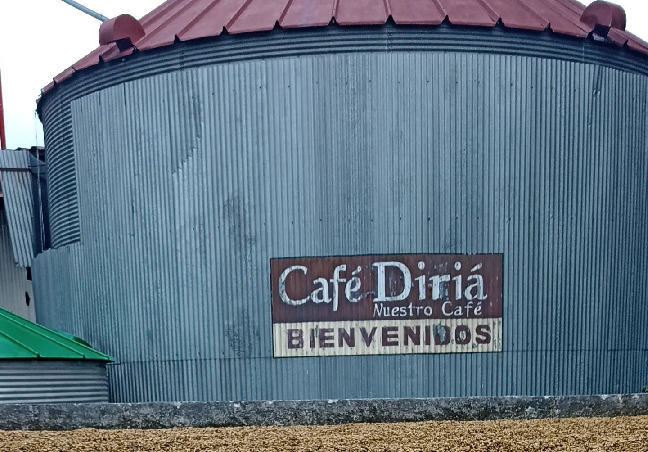 Café Diriá
Nuestro Café
BIENVENIDOS